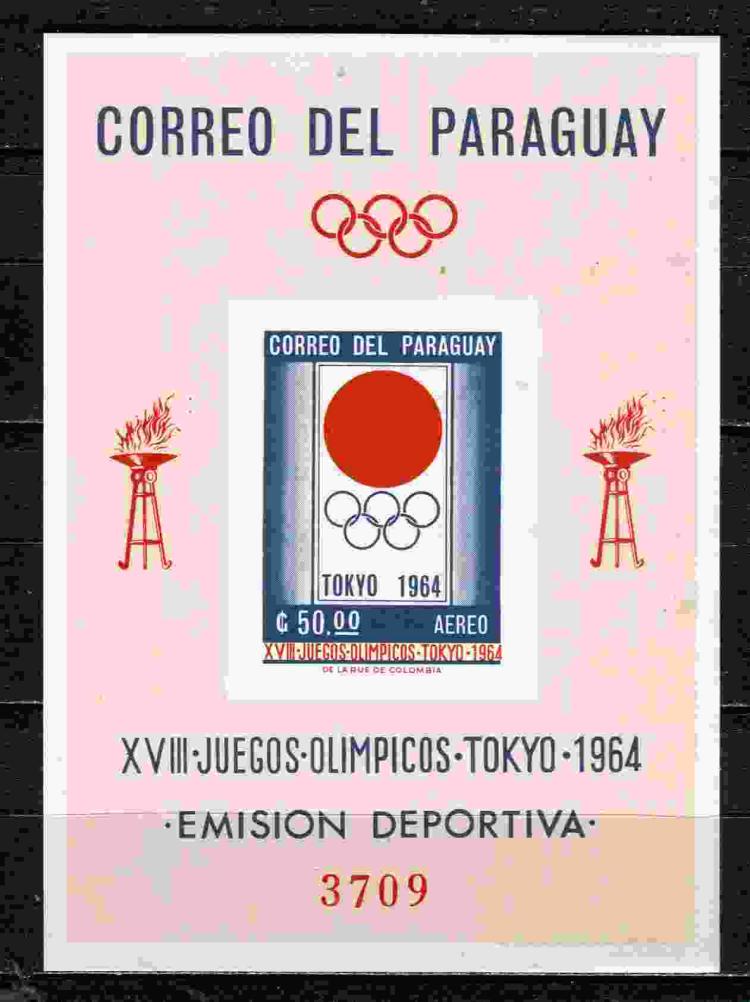 CORREO DEL PARAGUAY
CORREO DEL PARAGUAY
TOKYO 1964
₲ 50.00
AEREO
XVIII·JUEGOS·OLIMPICOS·TOKYO·1964
DE LA RUE DE COLOMBIA
XVIII·JUEGOS·OLIMPICOS·TOKYO·1964
·EMISION DEPORTIVA·
3709